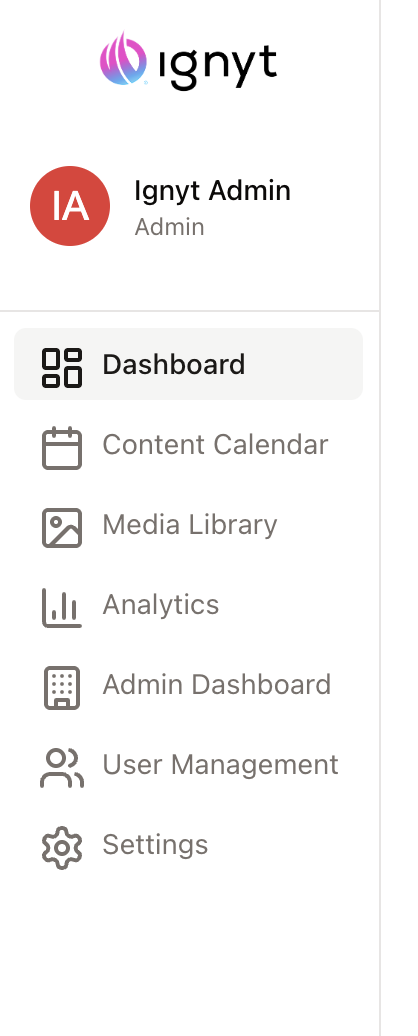 ignyt
IA
Ignyt Admin
Admin
Dashboard
Content Calendar
Media Library
Analytics
Admin Dashboard
User Management
Settings